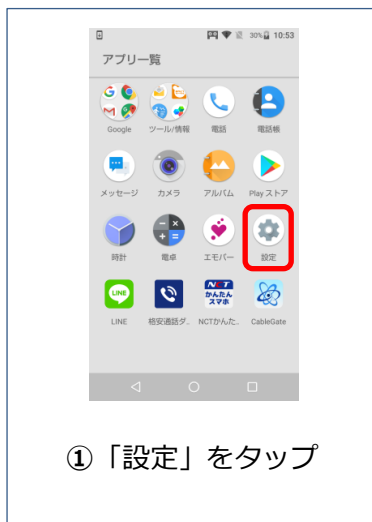 30% 10:53
アプリ一覧
Google ツール/情報 電話 電話帳
メッセージ カメラ アルバム Play ストア
時計 電卓 エモパー 設定
LINE
NCT
かんたん
スマホ
LINE 格安通話ダ.. NCTかんた.. CableGate
①「設定」をタップ